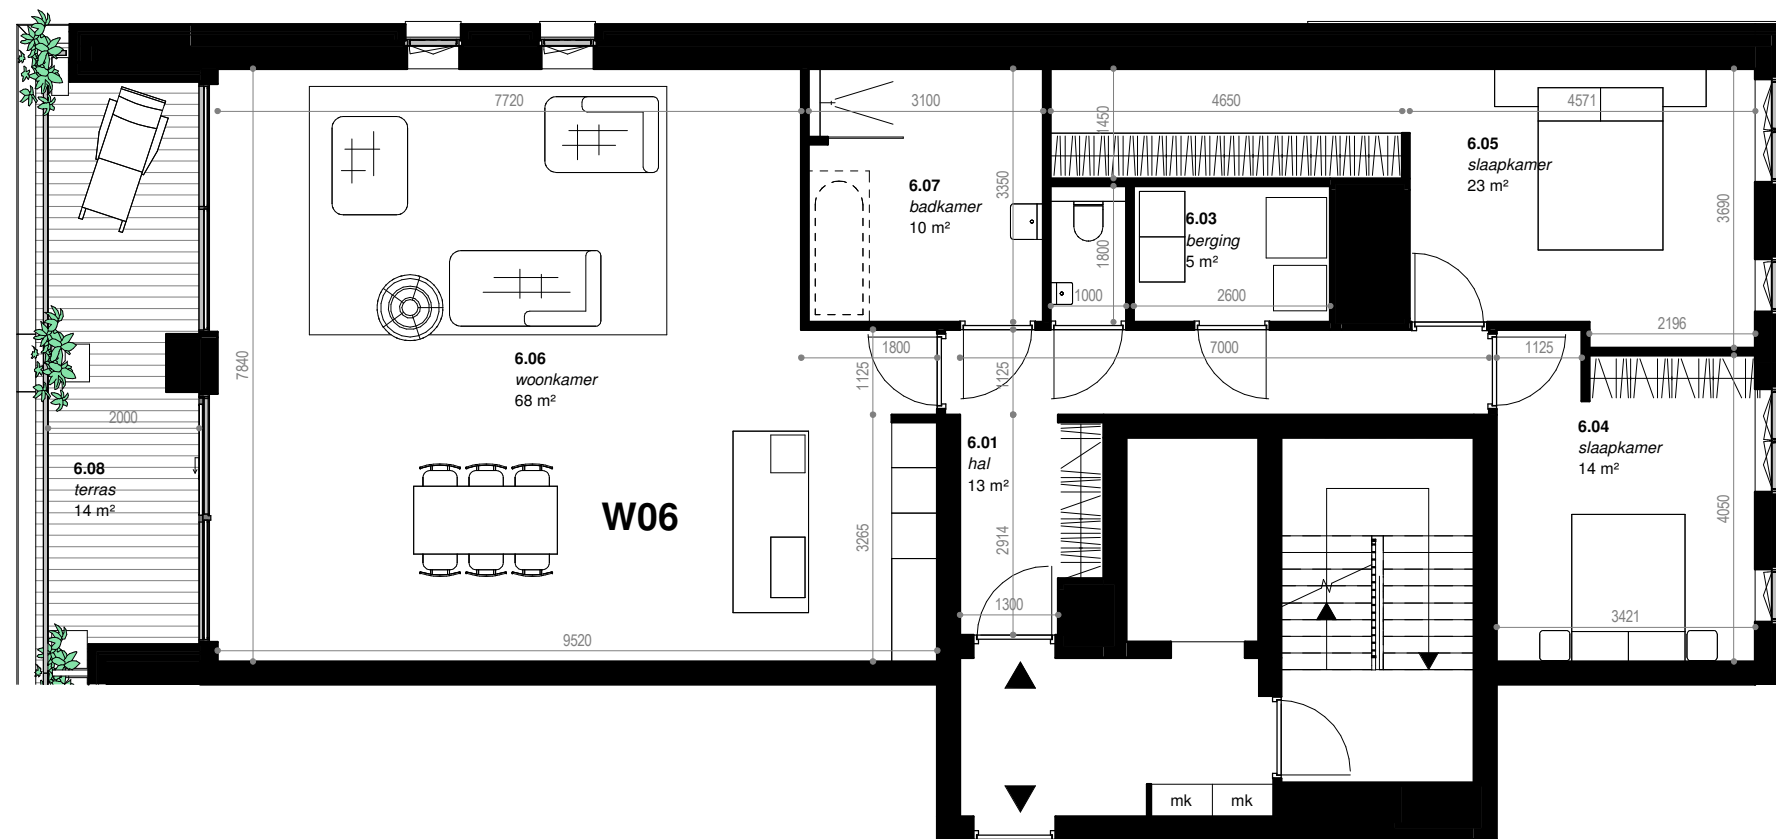 7720
3100
4650
4571
1450
6.05
slaapkamer
23 m²
6.07
badkamer
10 m²
3350
6.03
berging
5 m²
1800
3690
1000
2600
2196
7840
6.06
woonkamer
68 m²
1800
1125
1125
7000
1125
2000
6.08
terras
14 m²
W06
3265
6.01
hal
13 m²
2914
1300
6.04
slaapkamer
14 m²
4050
3421
9520
mk
mk